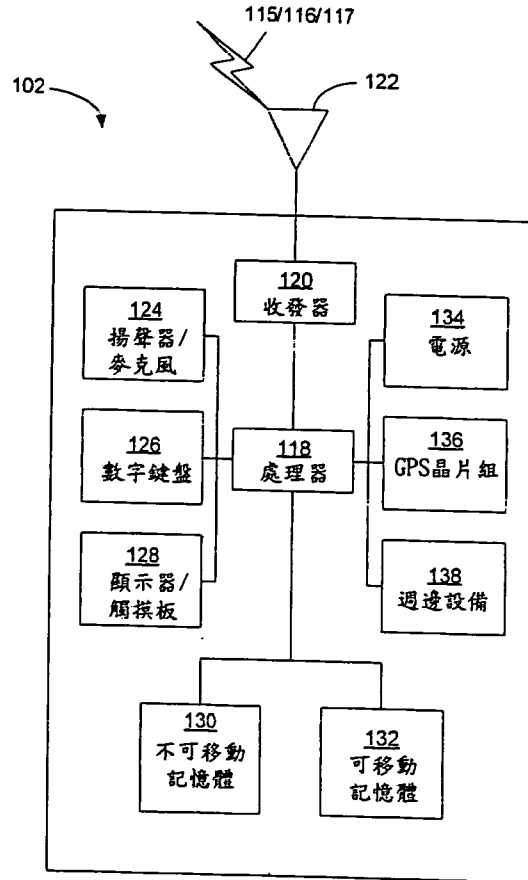 115/116/117
102
122
120
收發器
124
揚聲器/
麥克風
134
電源
126
數字鍵盤
118
處理器
136
GPS晶片組
128
顯示器/
觸摸板
138
週邊設備
130
不可移動
記憶體
132
可移動
記憶體